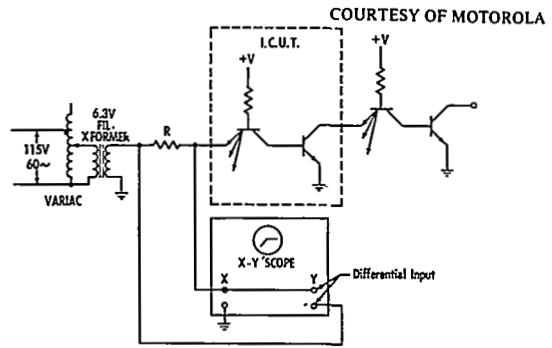 COURTESY OF MOTOROLA
I.C.U.T.
+V
+V
6.3V
FIL.
XFORMER
R
115V
60~
VARIAC
X-Y 'SCOPE
X
Y
Differential Input